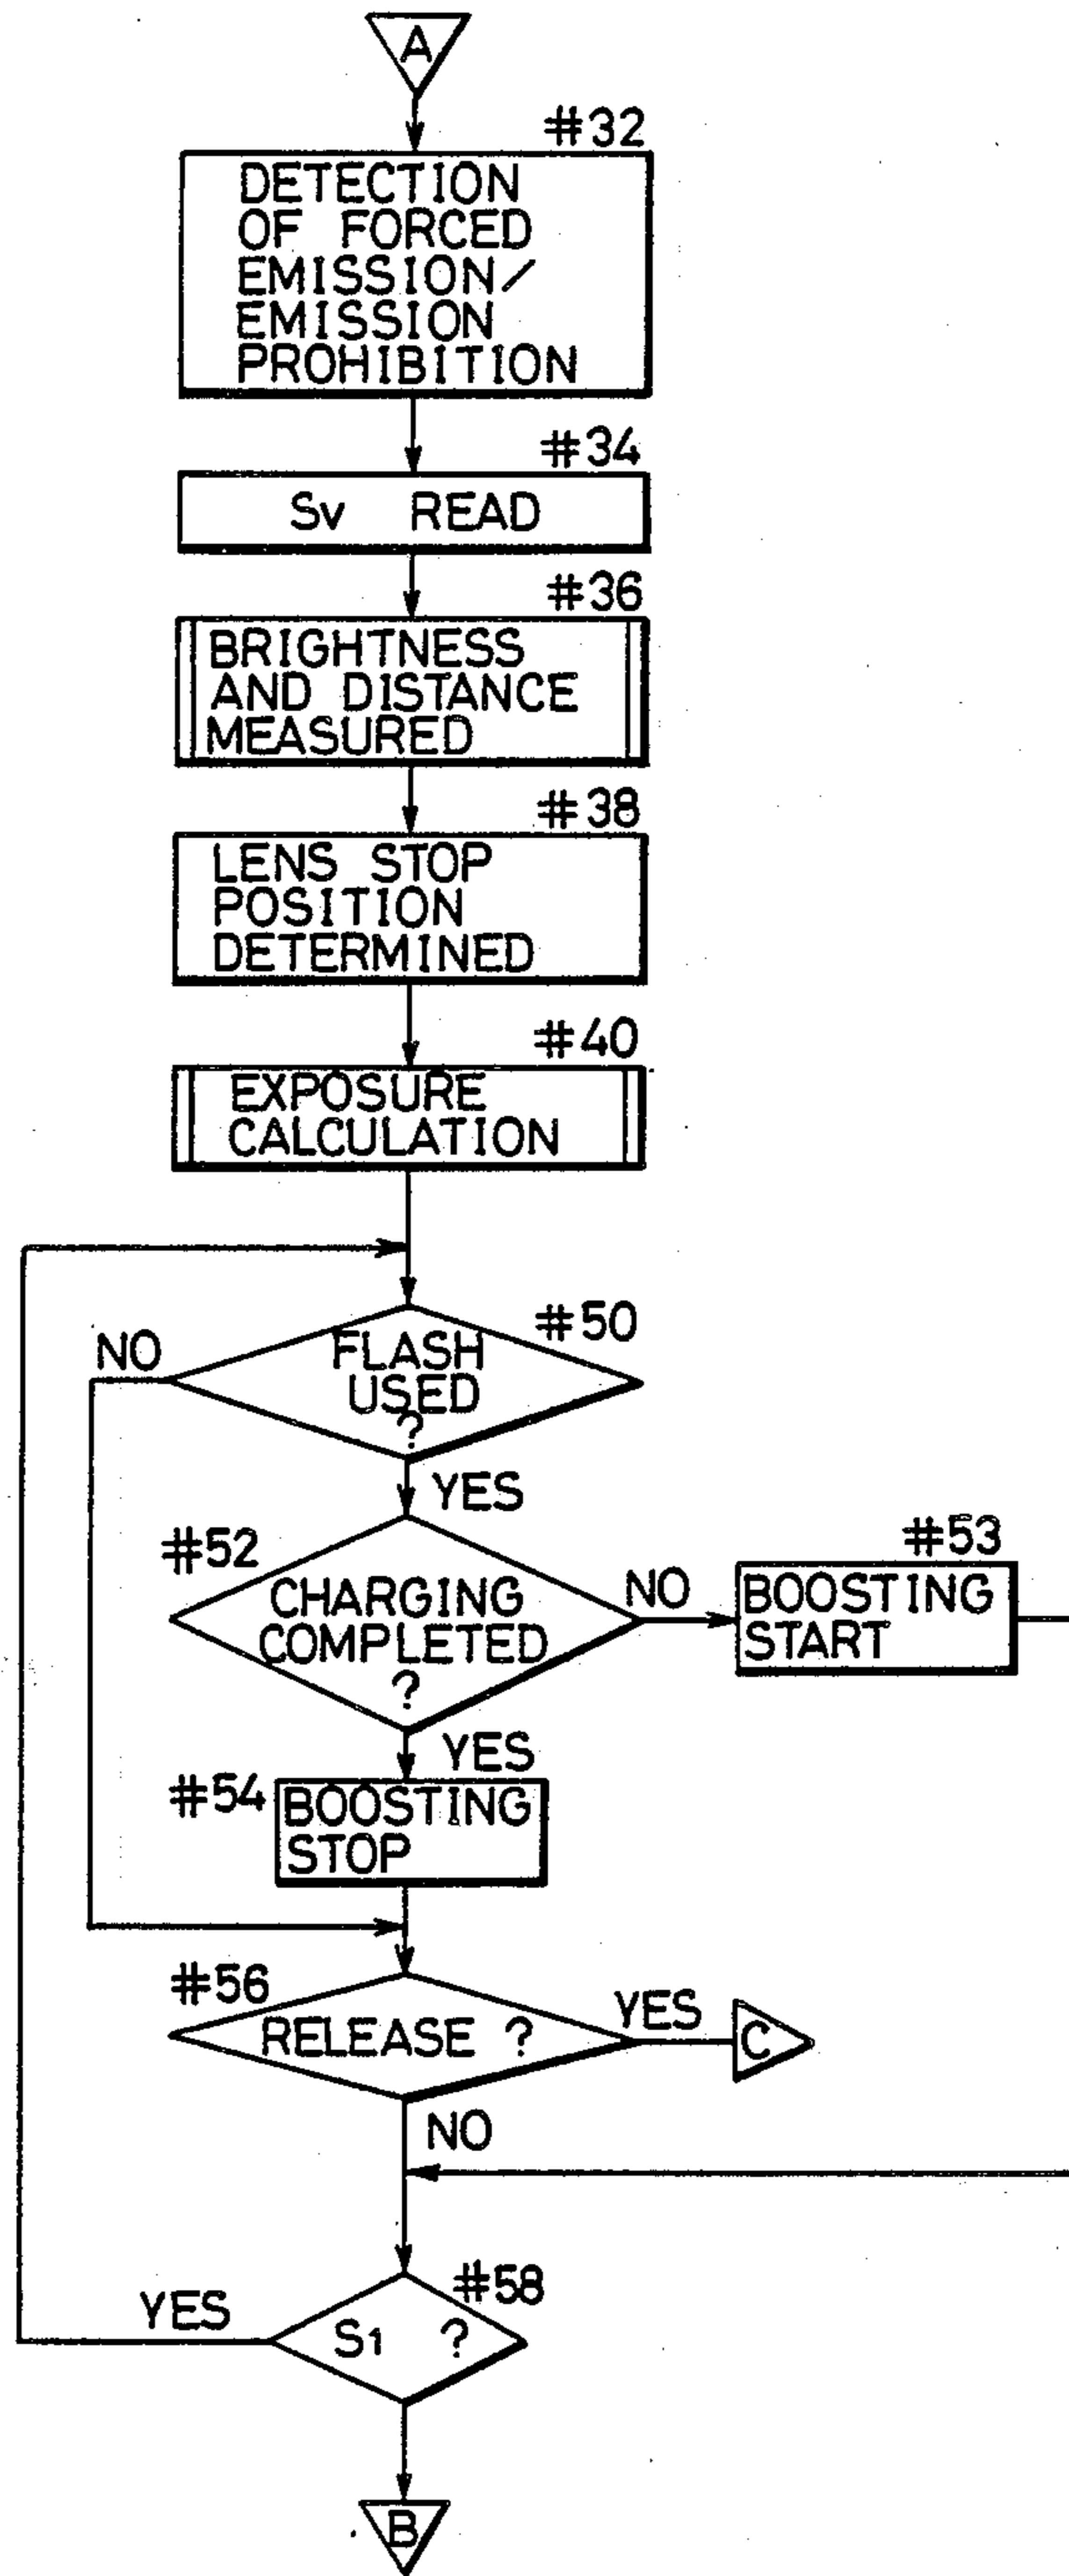 A
#32
DETECTION
OF FORCED
EMISSION/
EMISSION
PROHIBITION
#34
Sv READ
#36
BRIGHTNESS
AND DISTANCE
MEASURED
#38
LENS STOP
POSITION
DETERMINED
#40
EXPOSURE
CALCULATION
#50
NO
FLASH
USED
?
YES
#52
CHARGING
COMPLETED
?
NO
#53
BOOSTING
START
YES
#54
BOOSTING
STOP
#56
RELEASE ?
YES
C
NO
#58
YES
S1 ?
B